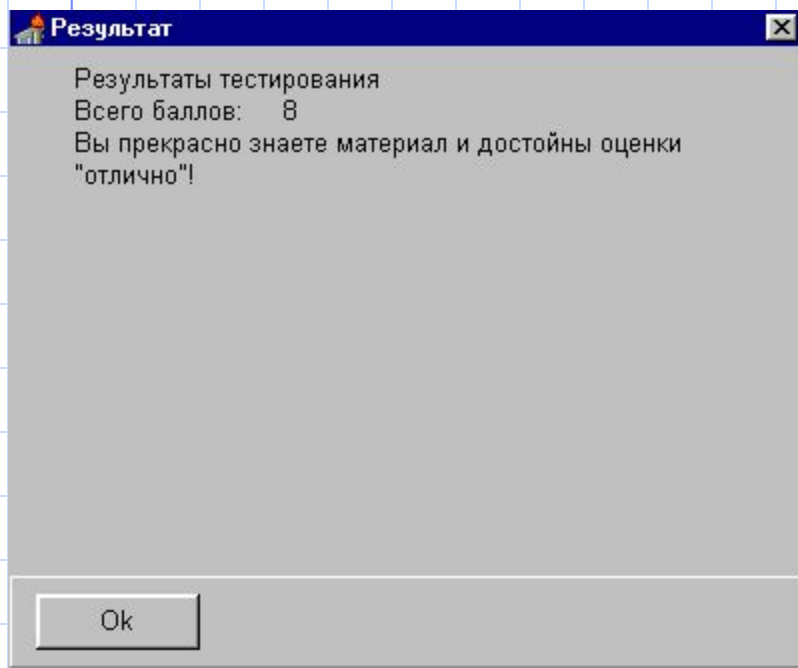 Результат
Результаты тестирования
Всего баллов: 8
Вы прекрасно знаете материал и достойны оценки
"отлично"!
Ok